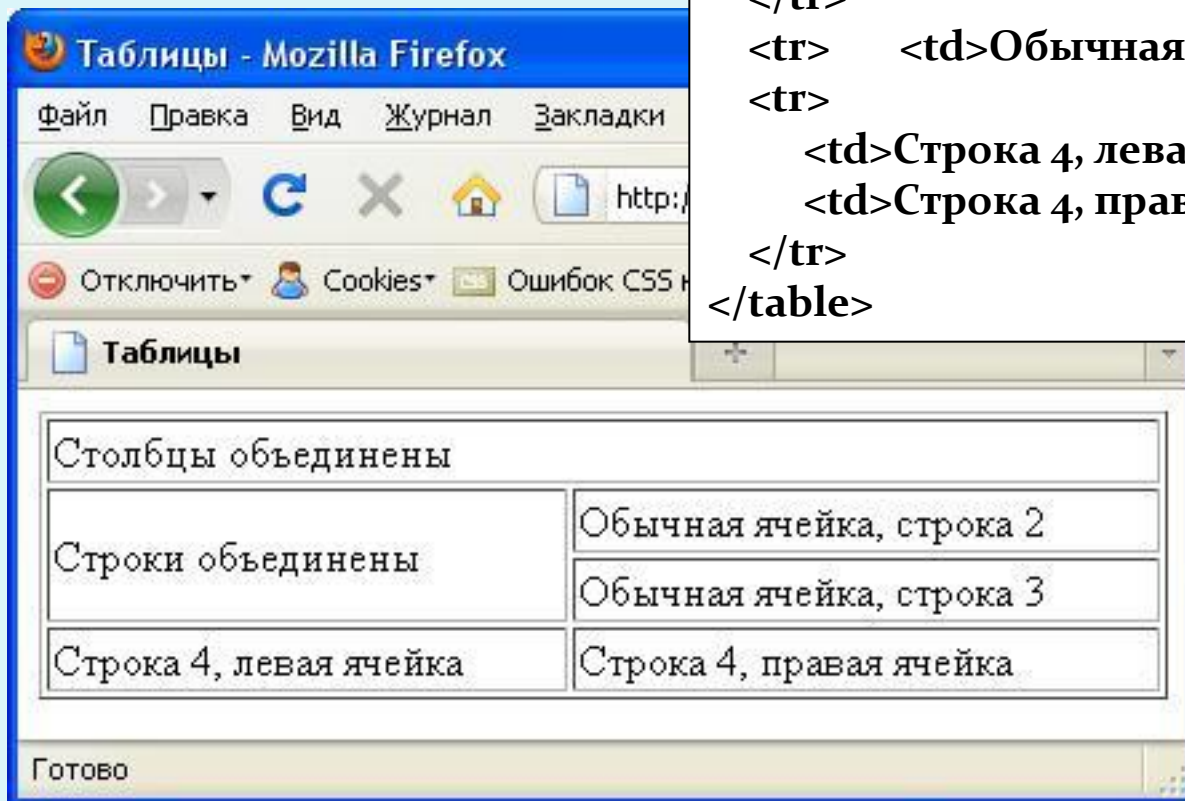 </tr>
<tr> <td>Обычная
<tr>
<td>Строка 4, лева
<td>Строка 4, прав
</tr>
</table>
Таблицы - Mozilla Firefox
Файл Правка Вид Журнал Закладки
http:/
Отключить Cookies Ошибок CSS н
Таблицы
Столбцы объединены
Строки объединены
Обычная ячейка, строка 2
Обычная ячейка, строка 3
Строка 4, левая ячейка
Строка 4, правая ячейка
Готово